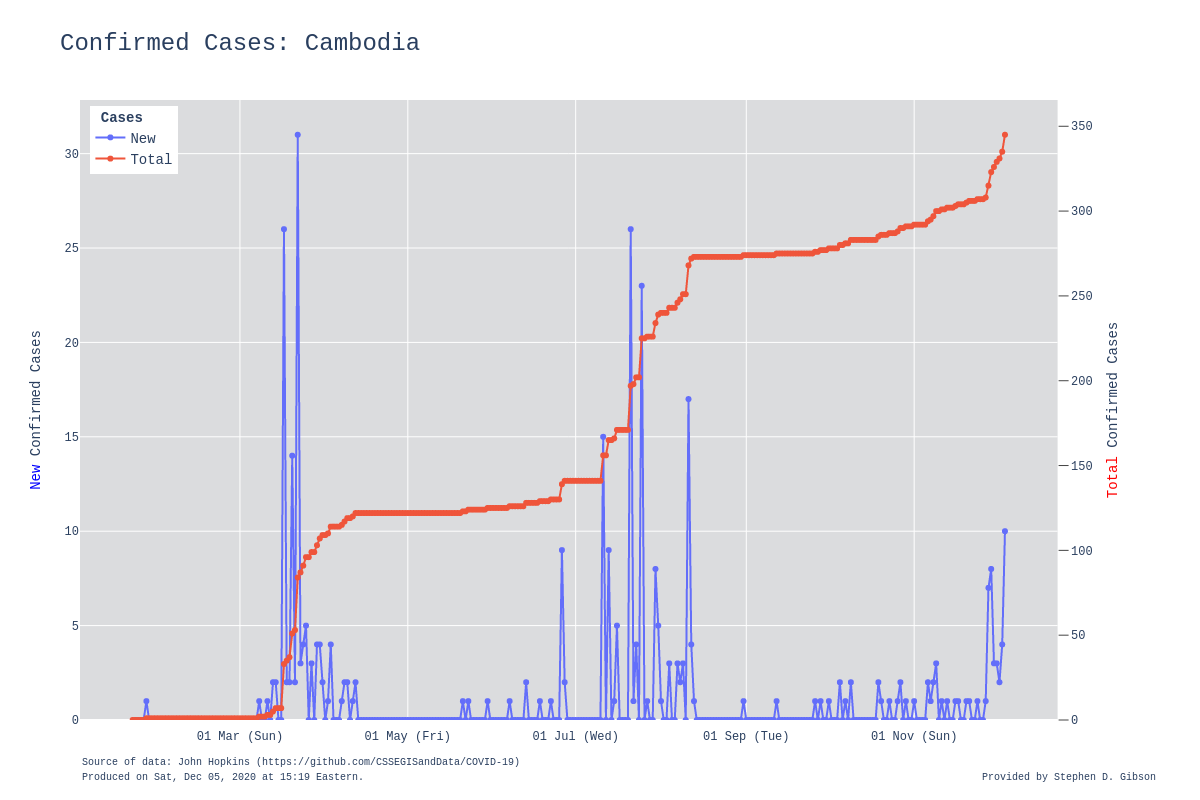 Confirmed Cases: Cambodia
Cases
New
Total
30
25
20
15
10
5
0
350
300
250
200
150
100
50
0
New Confirmed Cases
Total Confirmed Cases
01 Mar (Sun)
01 May (Fri)
01 Jul (Wed)
01 Sep (Tue)
01 Nov (Sun)
Source of data: John Hopkins (https://github.com/CSSEGISandData/COVID-19)
Produced on Sat, Dec 05, 2020 at 15:19 Eastern.
Provided by Stephen D. Gibson